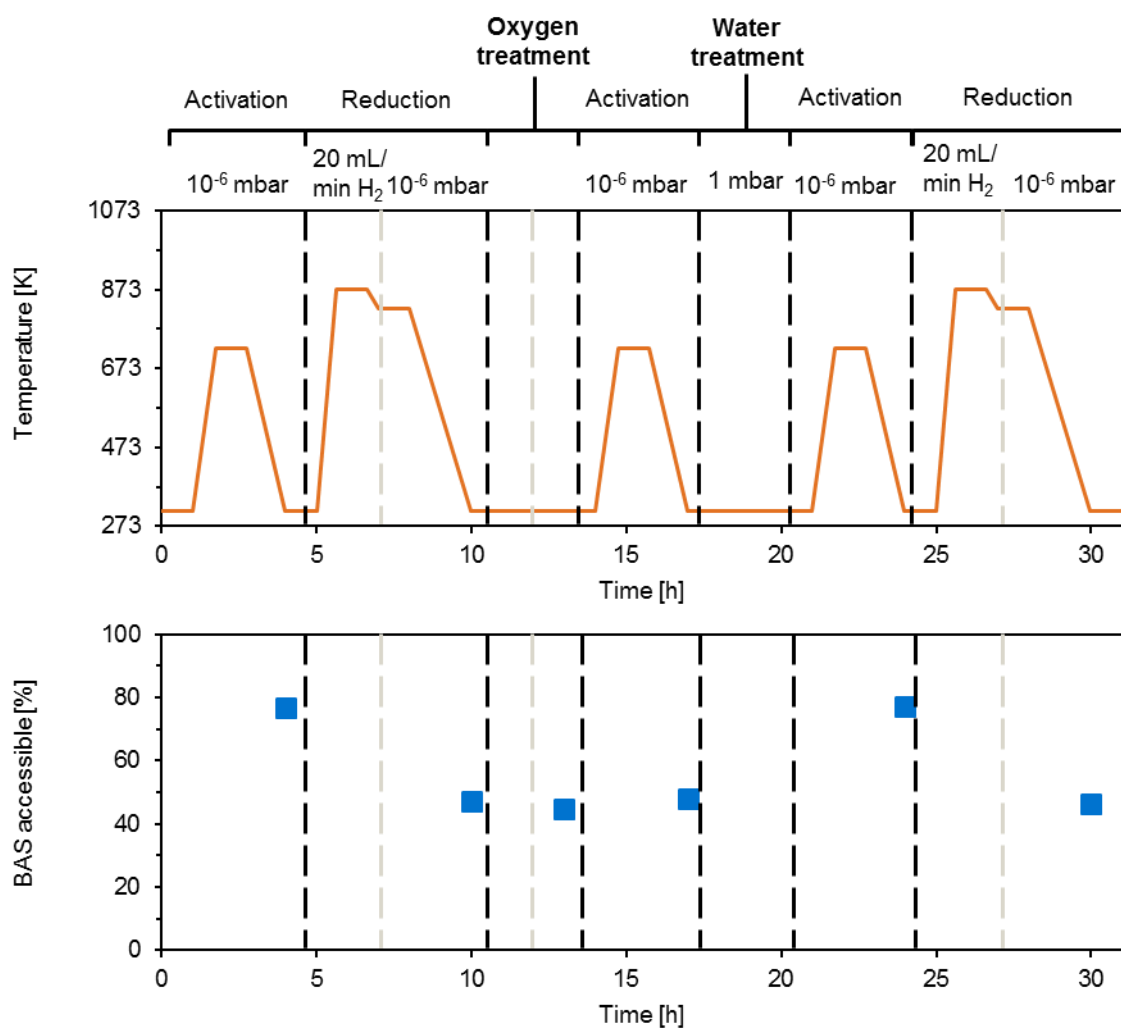 Oxygen treatment
Water treatment
Activation
Reduction
Activation
Activation
Reduction
10⁻⁶ mbar
20 mL/
min H₂
10⁻⁶ mbar
10⁻⁶ mbar
1 mbar
10⁻⁶ mbar
20 mL/
min H₂
10⁻⁶ mbar
Temperature [K]
1073
873
673
473
273
0 5 10 15 20 25 30
Time [h]
BAS accessible [%]
100
80
60
40
20
0
0 5 10 15 20 25 30
Time [h]